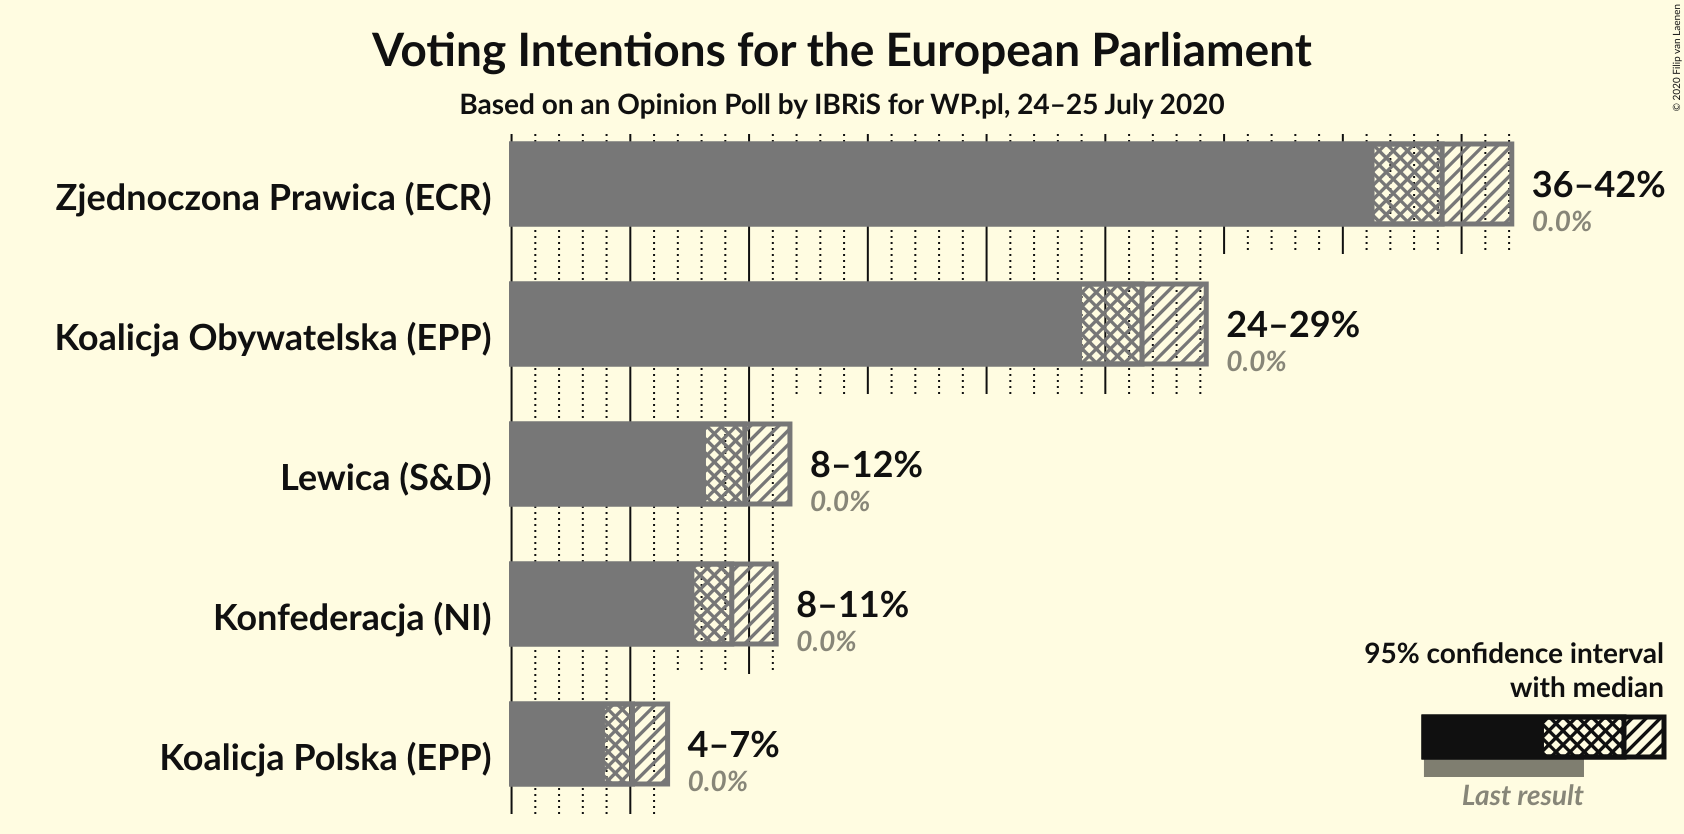 Voting Intentions for the European Parliament
Based on an Opinion Poll by IBRiS for WP.pl, 24–25 July 2020
© 2020 Filip van Laenen
Zjednoczona Prawica (ECR)
36–42%
0.0%
Koalicja Obywatelska (EPP)
24–29%
0.0%
Lewica (S&D)
8–12%
0.0%
Konfederacja (NI)
8–11%
0.0%
Koalicja Polska (EPP)
4–7%
0.0%
95% confidence interval
with median
Last result